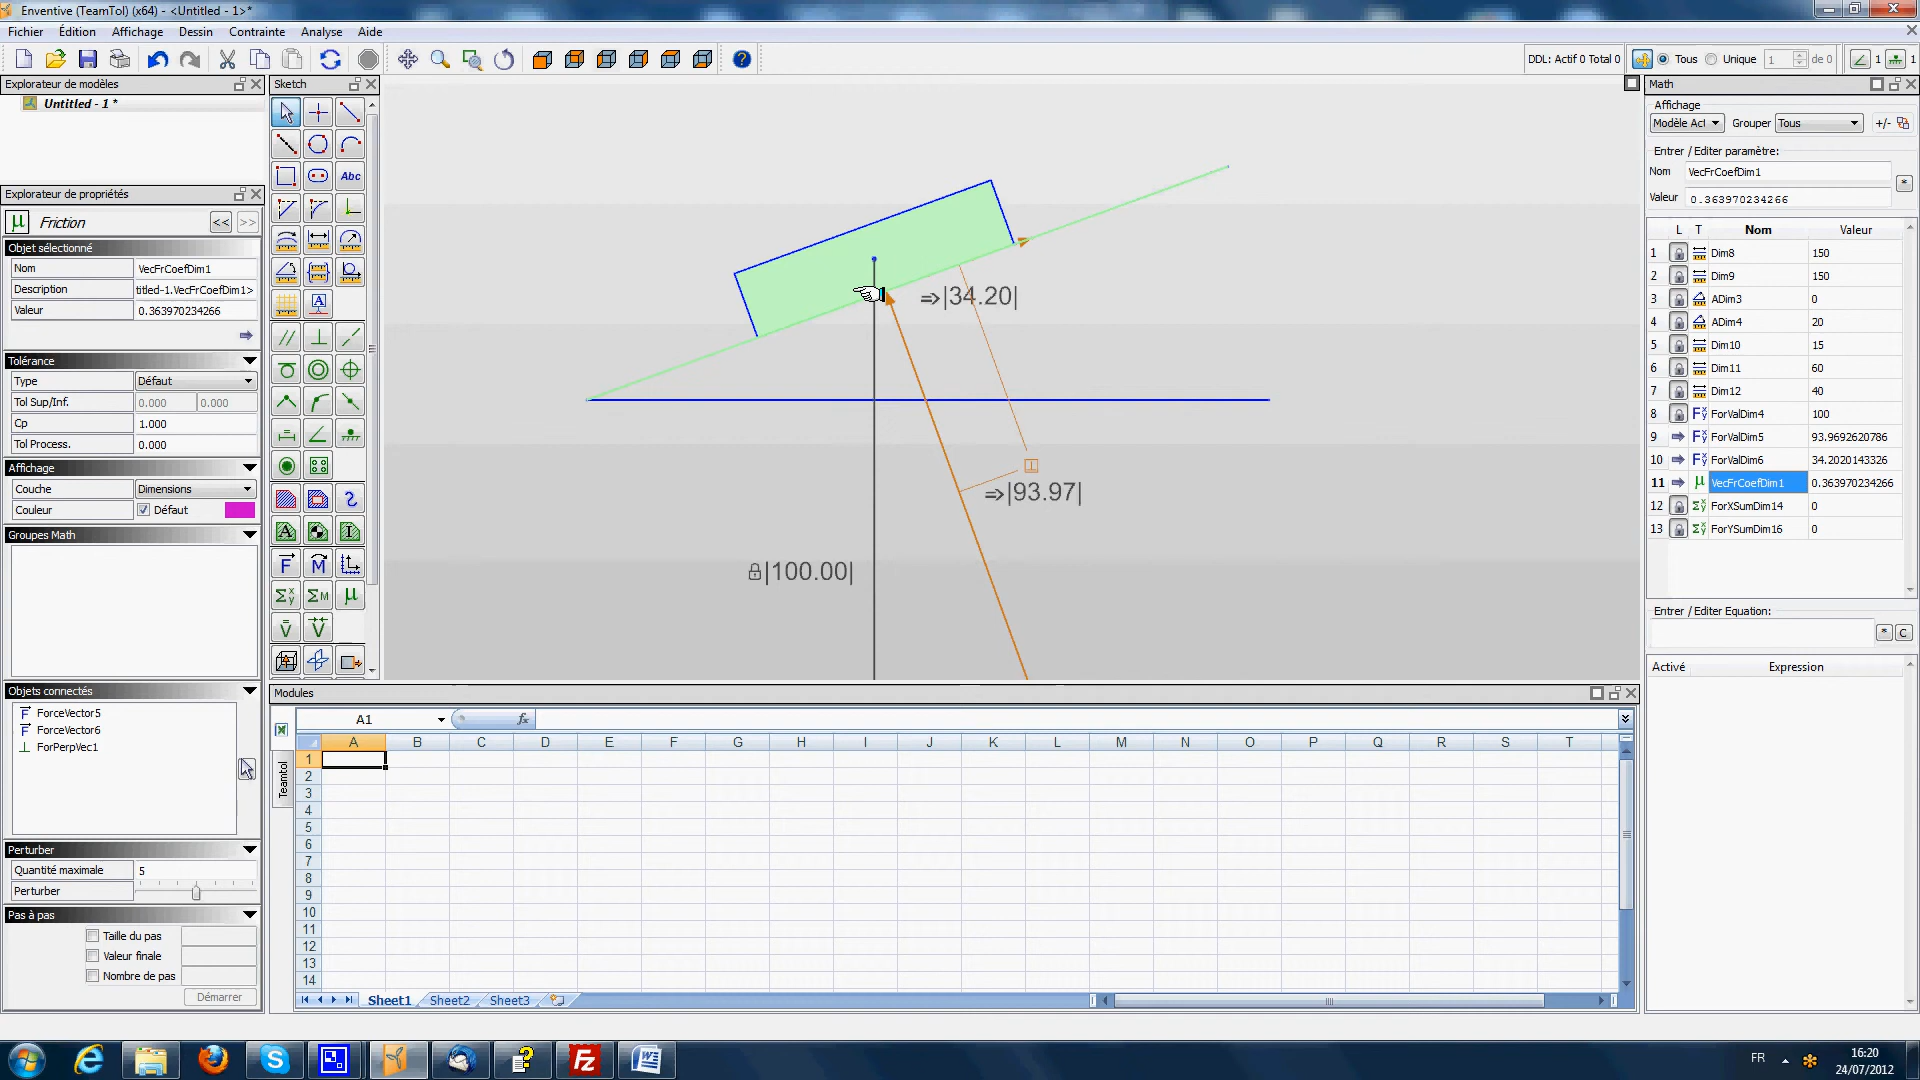 Enventive (TeamTol) (x64) - <Untitled - 1>*
Fichier Édition Affichage Dessin Contrainte Analyse Aide
DDL: Actif 0 Total 0 Tous Unique 1 de 0 1 1
Explorateur de modèles
Untitled - 1 *
Explorateur de propriétés
µ Friction << >>
Objet sélectionné
Nom VecFrCoefDim1
Description titled-1.VecFrCoefDim1>
Valeur 0.363970234266
Tolérance
Type Défaut
Tol Sup/Inf. 0.000 0.000
Cp 1.000
Tol Process. 0.000
Affichage
Couche Dimensions
Couleur Défaut
Groupes Math
Objets connectés
F ForceVector5
F ForceVector6
ForPerpVec1
Perturber
Quantité maximale 5
Perturber
Pas à pas
Taille du pas
Valeur finale
Nombre de pas
Démarrer
Sketch
Abc
=>|34.20|
=>|93.97|
|100.00|
Math
Affichage
Modèle Act Grouper Tous +/-
Entrer / Editer paramètre:
Nom VecFrCoefDim1 *
Valeur 0.363970234266
L T Nom Valeur
1 Dim8 150
2 Dim9 150
3 ADim3 0
4 ADim4 20
5 Dim10 15
6 Dim11 60
7 Dim12 40
8 ForValDim4 100
9 ForValDim5 93.9692620786
10 ForValDim6 34.2020143326
11 µ VecFrCoefDim1 0.363970234266
12 ForXSumDim14 0
13 ForYSumDim16 0
Entrer / Editer Equation:
* C
Activé Expression
Modules
A1 fx
Teamtol
A B C D E F G H I J K L M N O P Q R S T
1
2
3
4
5
6
7
8
9
10
11
12
13
14
Sheet1 Sheet2 Sheet3
FR 16:20
24/07/2012